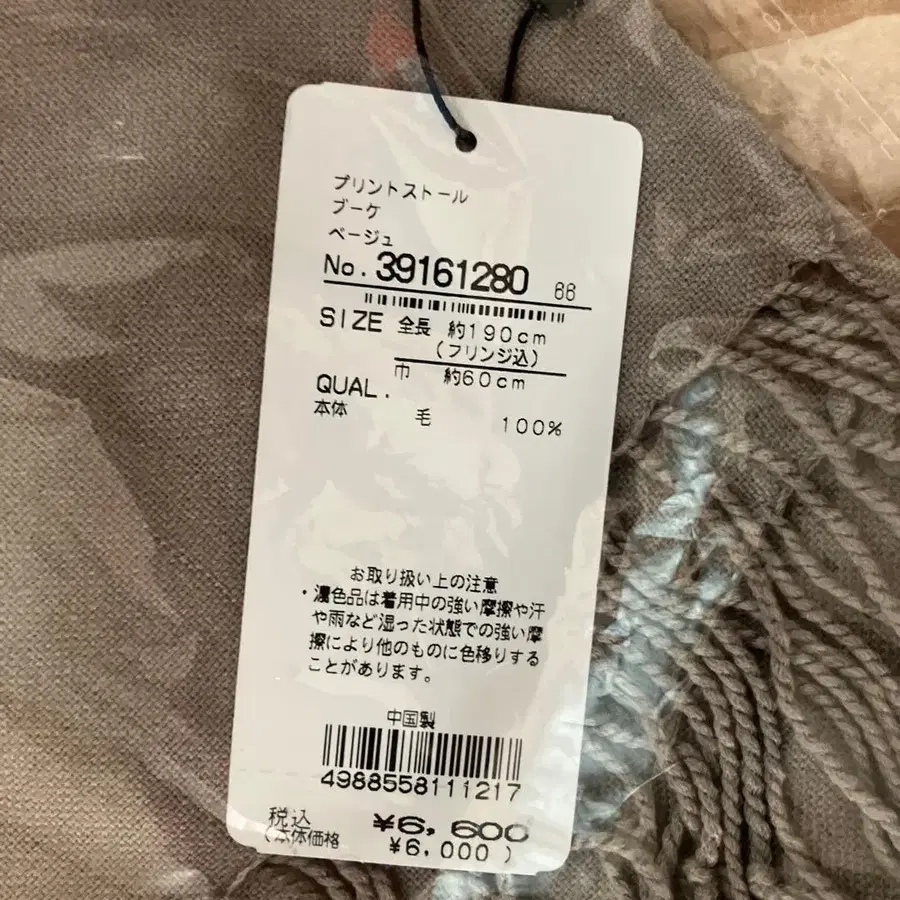 プリントストール
ブーケ
ベージュ
No. 39161280 66
SIZE 全長 約190cm
(フリンジ込)
巾 約60cm
QUAL.
本体 毛 100%
お取り扱い上の注意
・濃色品は着用中の強い摩擦や汗
や雨など湿った状態での強い摩
擦により他のものに色移りする
ことがあります。
中国製
4988558111217
税込 ¥6,600
(本体価格 ¥6,000)